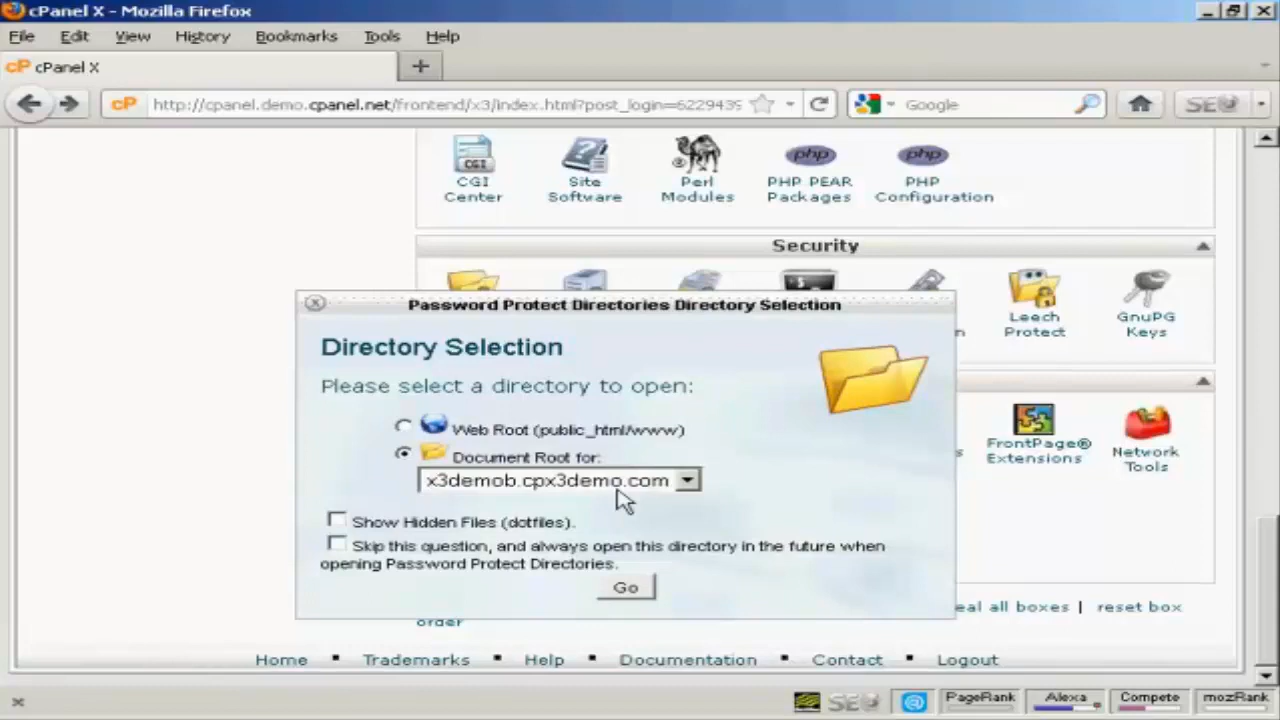 cPanel X - Mozilla Firefox
File Edit View History Bookmarks Tools Help
cP cPanel X
cP http://cpanel.demo.cpanel.net/frontend/x3/index.html?post_login=6229439 Google SEO
CGI Center
Site Software
Perl Modules
PHP PEAR Packages
PHP Configuration
Security
Leech Protect
GnuPG Keys
Password Protect Directories Directory Selection
Directory Selection
Please select a directory to open:
Web Root (public_html/www)
Document Root for:
x3demob.cpx3demo.com
Show Hidden Files (dotfiles).
Skip this question, and always open this directory in the future when
opening Password Protect Directories.
Go
FrontPage® Extensions
Network Tools
eal all boxes | reset box
order
Home Trademarks Help Documentation Contact Logout
SEO PageRank Alexa Compete mozRank